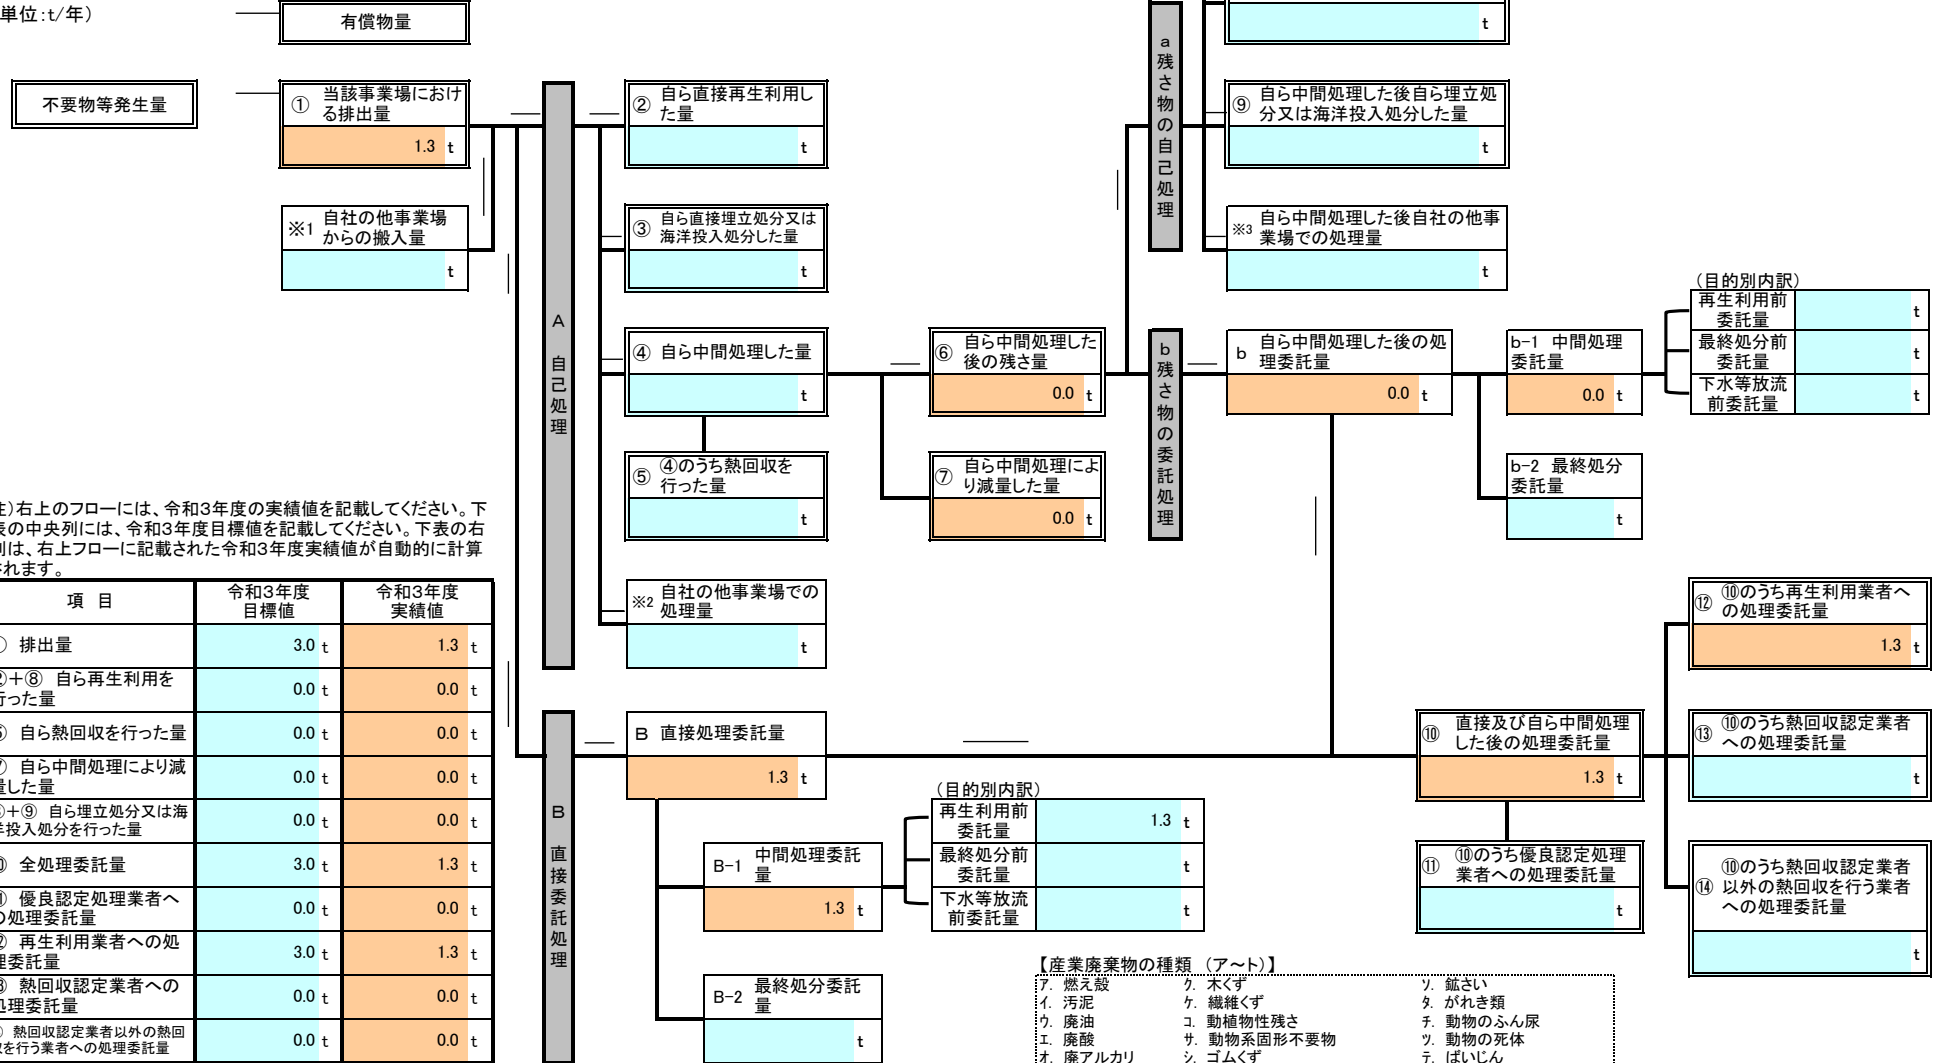 単位:t/年)
有償物量
不要物等発生量
① 当該事業場におけ
る排出量
1.3 t
※1 自社の他事業場
からの搬入量
t
A 自己処理
② 自ら直接再生利用し
た量
t
③ 自ら直接埋立処分又は
海洋投入処分した量
t
④ 自ら中間処理した量
t
⑤ ④のうち熱回収を
行った量
t
※2 自社の他事業場での
処理量
t
⑥ 自ら中間処理した
後の残さ量
0.0 t
⑦ 自ら中間処理によ
り減量した量
0.0 t
a残さ物の自己処理
t
⑨ 自ら中間処理した後自ら埋立処
分又は海洋投入処分した量
t
※3 自ら中間処理した後自社の他事
業場での処理量
t
b残さ物の委託処理
b 自ら中間処理した後の処
理委託量
0.0 t
b-1 中間処理
委託量
0.0 t
b-2 最終処分
委託量
t
(目的別内訳)
再生利用前
委託量
t
最終処分前
委託量
t
下水等放流
前委託量
t
注)右上のフローには、令和3年度の実績値を記載してください。下
表の中央列には、令和3年度目標値を記載してください。下表の右
列は、右上フローに記載された令和3年度実績値が自動的に計算
されます。
項 目 令和3年度
目標値 令和3年度
実績値
① 排出量 3.0 t 1.3 t
②+⑧ 自ら再生利用を
行った量 0.0 t 0.0 t
⑤ 自ら熱回収を行った量 0.0 t 0.0 t
⑦ 自ら中間処理により減
量した量 0.0 t 0.0 t
③+⑨ 自ら埋立処分又は海
洋投入処分を行った量 0.0 t 0.0 t
⑩ 全処理委託量 3.0 t 1.3 t
⑪ 優良認定処理業者へ
の処理委託量 0.0 t 0.0 t
⑫ 再生利用業者への処
理委託量 3.0 t 1.3 t
⑬ 熱回収認定業者への
処理委託量 0.0 t 0.0 t
⑭ 熱回収認定業者以外の熱回
収を行う業者への処理委託量 0.0 t 0.0 t
B 直接委託処理
B 直接処理委託量
1.3 t
B-1 中間処理委託
量
1.3 t
B-2 最終処分委託
量
t
(目的別内訳)
再生利用前
委託量
1.3 t
最終処分前
委託量
t
下水等放流
前委託量
t
⑩ 直接及び自ら中間処理
した後の処理委託量
1.3 t
⑪ ⑩のうち優良認定処理
業者への処理委託量
t
⑫ ⑩のうち再生利用業者へ
の処理委託量
1.3 t
⑬ ⑩のうち熱回収認定業者
への処理委託量
t
⑭ ⑩のうち熱回収認定業者
以外の熱回収を行う業者
への処理委託量
t
【産業廃棄物の種類 (ア~ト)】
ア. 燃え殻 ク. 木くず ソ. 鉱さい
イ. 汚泥 ケ. 繊維くず タ. がれき類
ウ. 廃油 コ. 動植物性残さ チ. 動物のふん尿
エ. 廃酸 サ. 動物系固形不要物 ツ. 動物の死体
オ. 廃アルカリ シ. ゴムくず テ. ばいじん